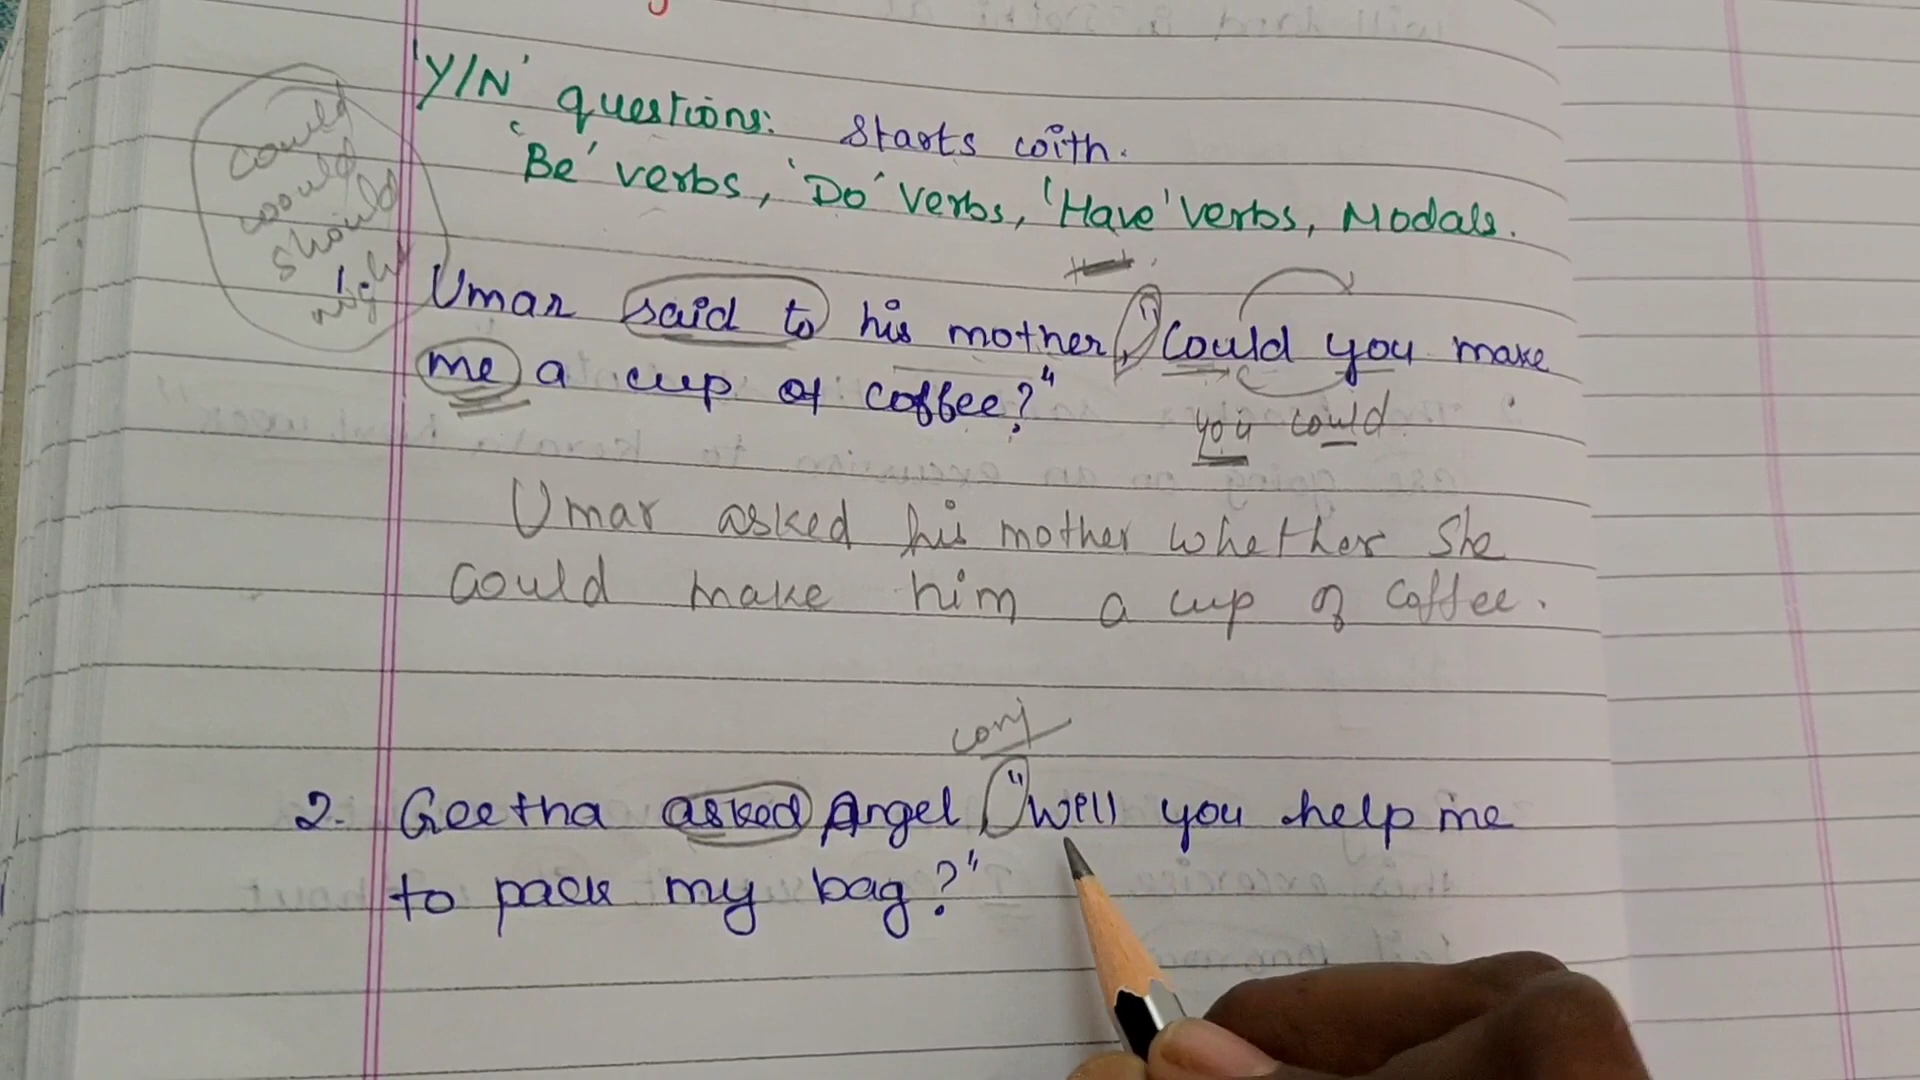 'Y/N' questions: Starts with.
'Be' verbs, 'Do' verbs, 'Have' verbs, Modals.
could
would
should
might
1. Umar said to his mother, "Could you make
me a cup of coffee?"
you could
Umar asked his mother whether she
could make him a cup of coffee.
conj
2. Geetha asked Angel "Will you help me
to pack my bag?"